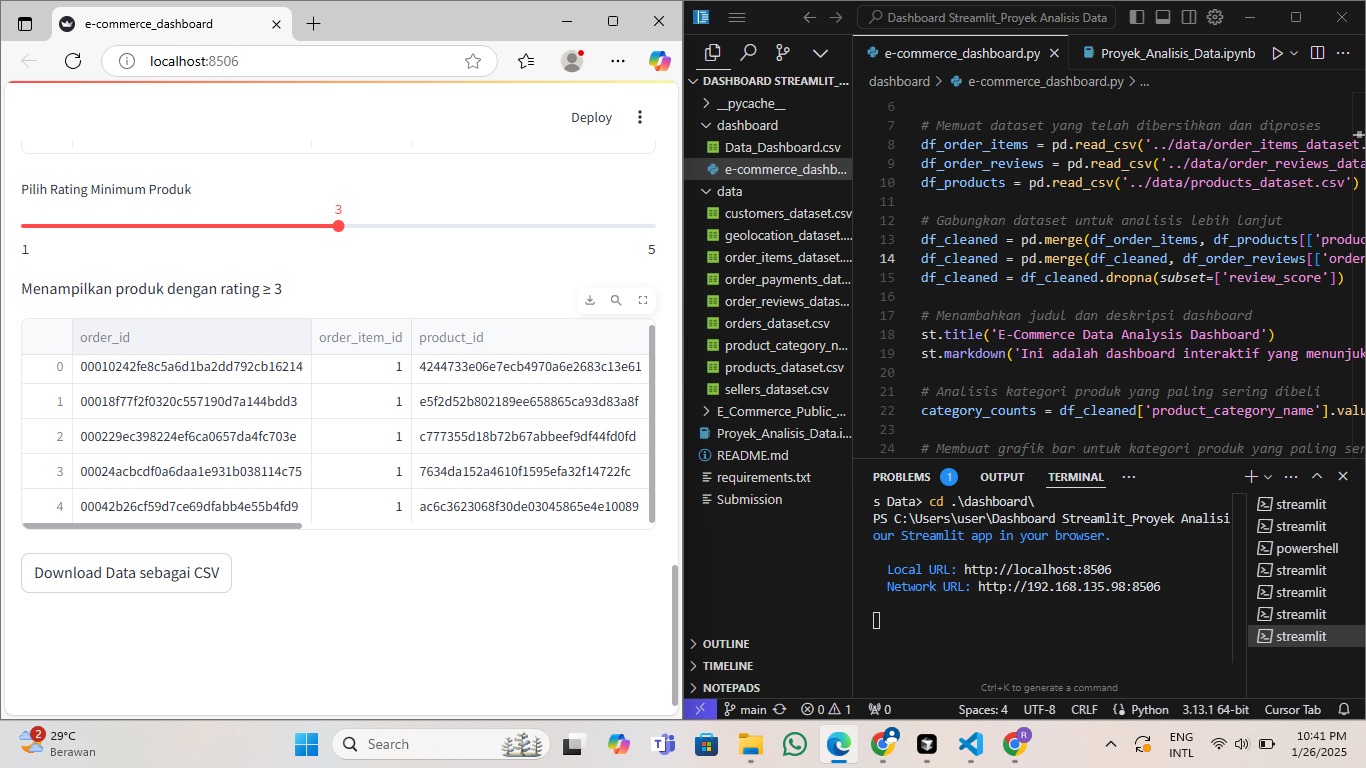 e-commerce_dashboard
localhost:8506
Deploy
Pilih Rating Minimum Produk
3
1
5
Menampilkan produk dengan rating ≥ 3
order_id order_item_id product_id
0 00010242fe8c5a6d1ba2dd792cb16214 1 4244733e06e7ecb4970a6e2683c13e61
1 00018f77f2f0320c557190d7a144bdd3 1 e5f2d52b802189ee658865ca93d83a8f
2 000229ec398224ef6ca0657da4fc703e 1 c777355d18b72b67abbeef9df44fd0fd
3 00024acbcdf0a6daa1e931b038114c75 1 7634da152a4610f1595efa32f14722fc
4 00042b26cf59d7ce69dfabb4e55b4fd9 1 ac6c3623068f30de03045865e4e10089
Download Data sebagai CSV
Dashboard Streamlit_Proyek Analisis Data
DASHBOARD STREAMLIT_...
__pycache__
dashboard
Data_Dashboard.csv
e-commerce_dashb...
data
customers_dataset.csv
geolocation_dataset....
order_items_dataset....
order_payments_dat...
order_reviews_datas...
orders_dataset.csv
product_category_n...
products_dataset.csv
sellers_dataset.csv
E_Commerce_Public_...
Proyek_Analisis_Data.i...
README.md
requirements.txt
Submission
OUTLINE
TIMELINE
NOTEPADS
e-commerce_dashboard.py
Proyek_Analisis_Data.ipynb
dashboard > e-commerce_dashboard.py > ...
6
7 # Memuat dataset yang telah dibersihkan dan diproses
8 df_order_items = pd.read_csv('../data/order_items_dataset.
9 df_order_reviews = pd.read_csv('../data/order_reviews_data
10 df_products = pd.read_csv('../data/products_dataset.csv')
11
12 # Gabungkan dataset untuk analisis lebih lanjut
13 df_cleaned = pd.merge(df_order_items, df_products[['produc
14 df_cleaned = pd.merge(df_cleaned, df_order_reviews[['order
15 df_cleaned = df_cleaned.dropna(subset=['review_score'])
16
17 # Menambahkan judul dan deskripsi dashboard
18 st.title('E-Commerce Data Analysis Dashboard')
19 st.markdown('Ini adalah dashboard interaktif yang menunjuk
20
21 # Analisis kategori produk yang paling sering dibeli
22 category_counts = df_cleaned['product_category_name'].valu
23
24 # Membuat grafik bar untuk kategori produk yang paling ser
PROBLEMS 1 OUTPUT TERMINAL
s Data> cd .\dashboard\
PS C:\Users\user\Dashboard Streamlit_Proyek Analisi
our Streamlit app in your browser.
Local URL: http://localhost:8506
Network URL: http://192.168.135.98:8506
Ctrl+K to generate a command
streamlit
streamlit
powershell
streamlit
streamlit
streamlit
streamlit
main 0 1 0 Spaces: 4 UTF-8 CRLF Python 3.13.1 64-bit Cursor Tab
2
29°C
Berawan
Search
R
ENG
INTL
10:41 PM
1/26/2025